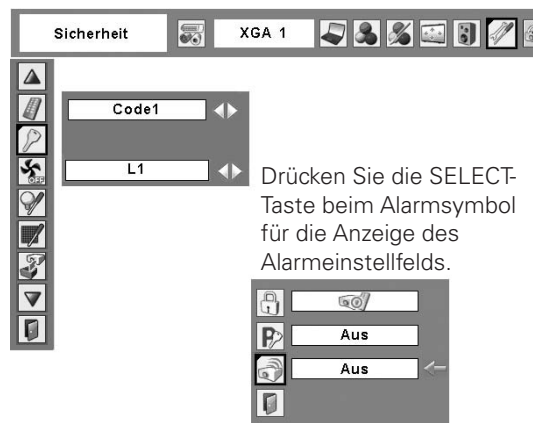 Sicherheit
XGA 1
Code1
OFF
L1
Drücken Sie die SELECT-
Taste beim Alarmsymbol
für die Anzeige des
Alarmeinstellfelds.
P
Aus
Aus